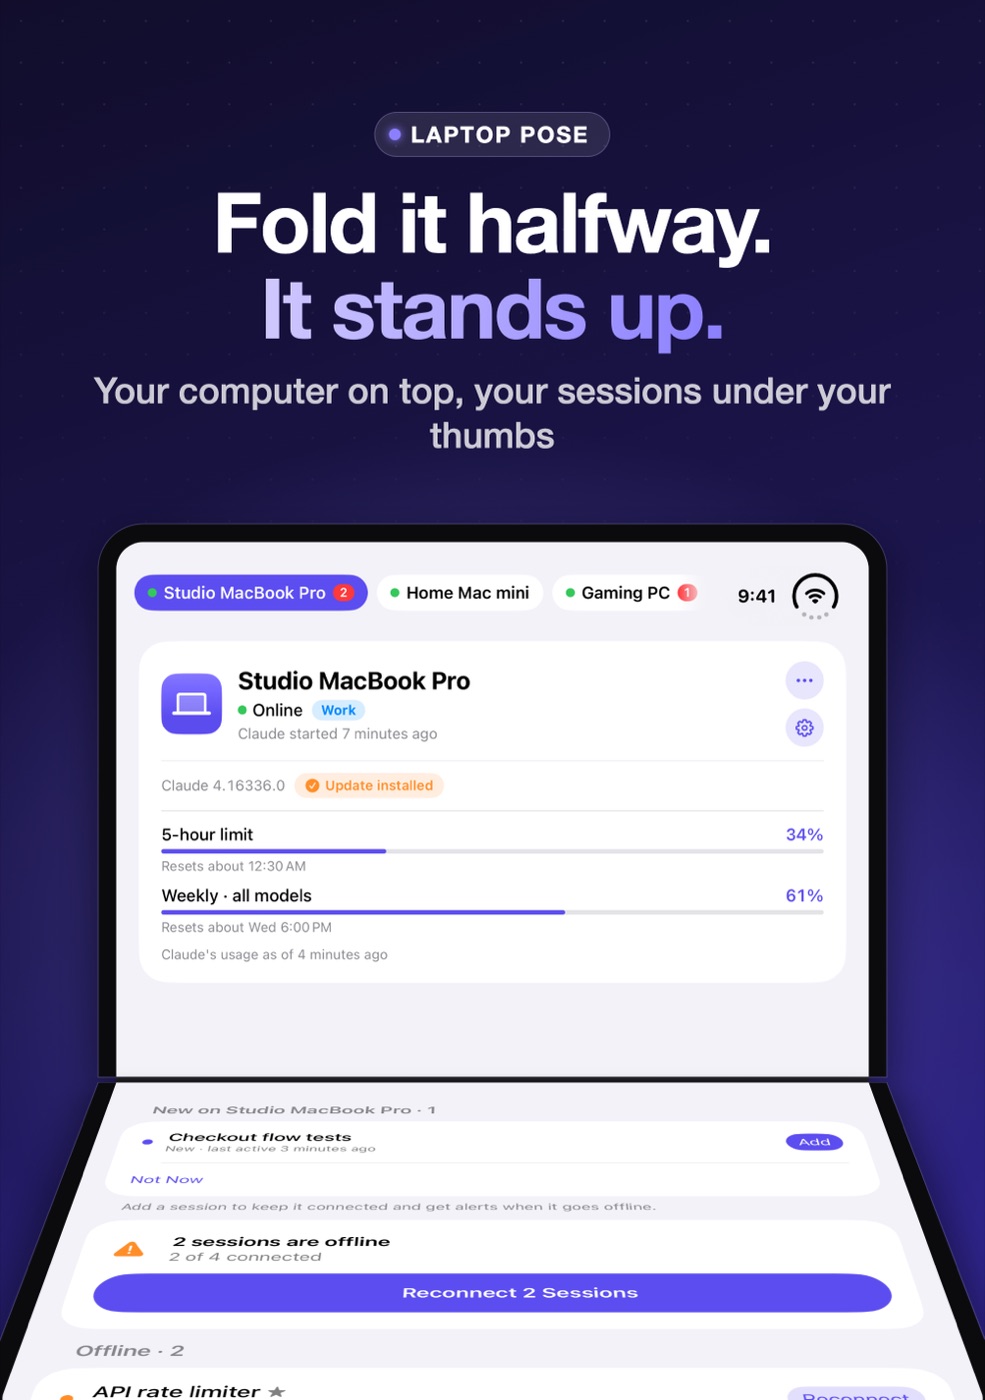 LAPTOP POSE
Fold it halfway.
It stands up.
Your computer on top, your sessions under your
thumbs
Studio MacBook Pro 2 Home Mac mini Gaming PC 1 9:41
Studio MacBook Pro
Online Work
Claude started 7 minutes ago
Claude 4.16336.0 Update installed
5-hour limit 34%
Resets about 12:30 AM
Weekly · all models 61%
Resets about Wed 6:00 PM
Claude's usage as of 4 minutes ago
New on Studio MacBook Pro · 1
Checkout flow tests Add
New · last active 3 minutes ago
Not Now
Add a session to keep it connected and get alerts when it goes offline.
2 sessions are offline
2 of 4 connected
Reconnect 2 Sessions
Offline · 2
API rate limiter Reconnect